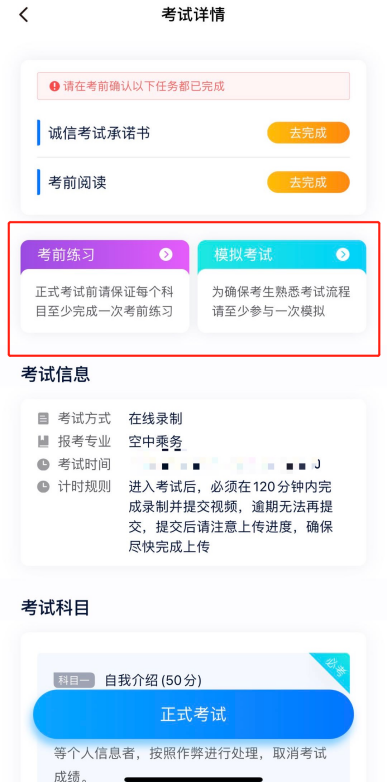 考试详情
请在考前确认以下任务都已完成
诚信考试承诺书 去完成
考前阅读 去完成
考前练习 模拟考试
正式考试前请保证每个科 为确保考生熟悉考试流程
目至少完成一次考前练习 请至少参与一次模拟
考试信息
考试方式 在线录制
报考专业 空中乘务
考试时间
计时规则 进入考试后，必须在120分钟内完
成录制并提交视频，逾期无法再提
交，提交后请注意上传进度，确保
尽快完成上传
考试科目
必考
科目一 自我介绍(50分)
正式考试
等个人信息者，按照作弊进行处理，取消考试
成绩。